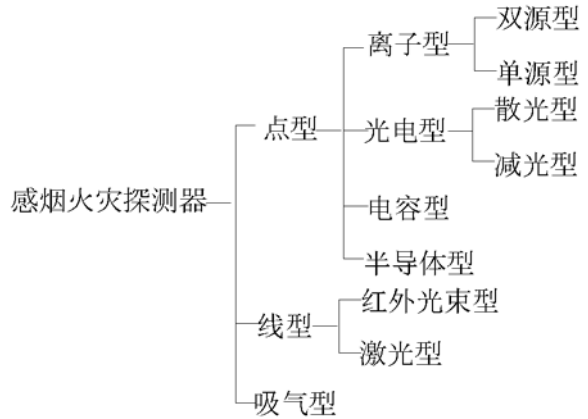 双源型
离子型
单源型
散光型
点型
光电型
减光型
感烟火灾探测器
电容型
半导体型
红外光束型
线型
激光型
吸气型